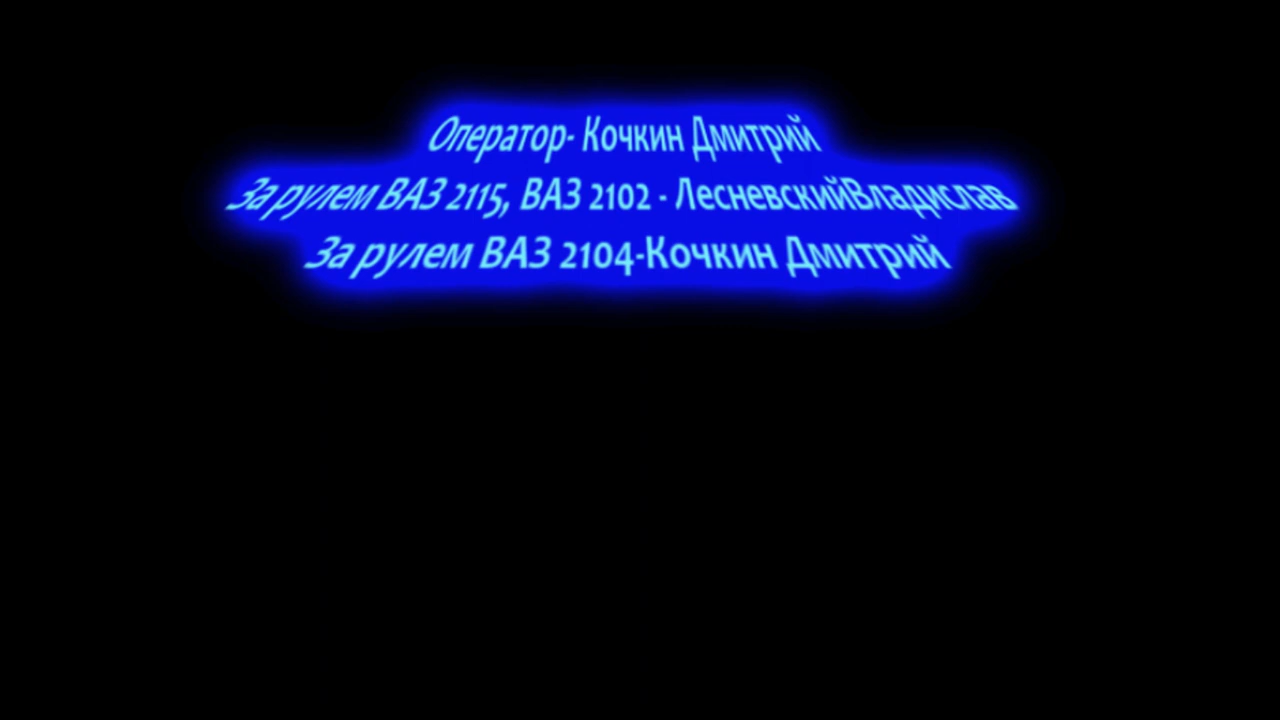 Оператор- Кочкин Дмитрий
За рулем ВАЗ 2115, ВАЗ 2102 - ЛесневскийВладислав
За рулем ВАЗ 2104-Кочкин Дмитрий